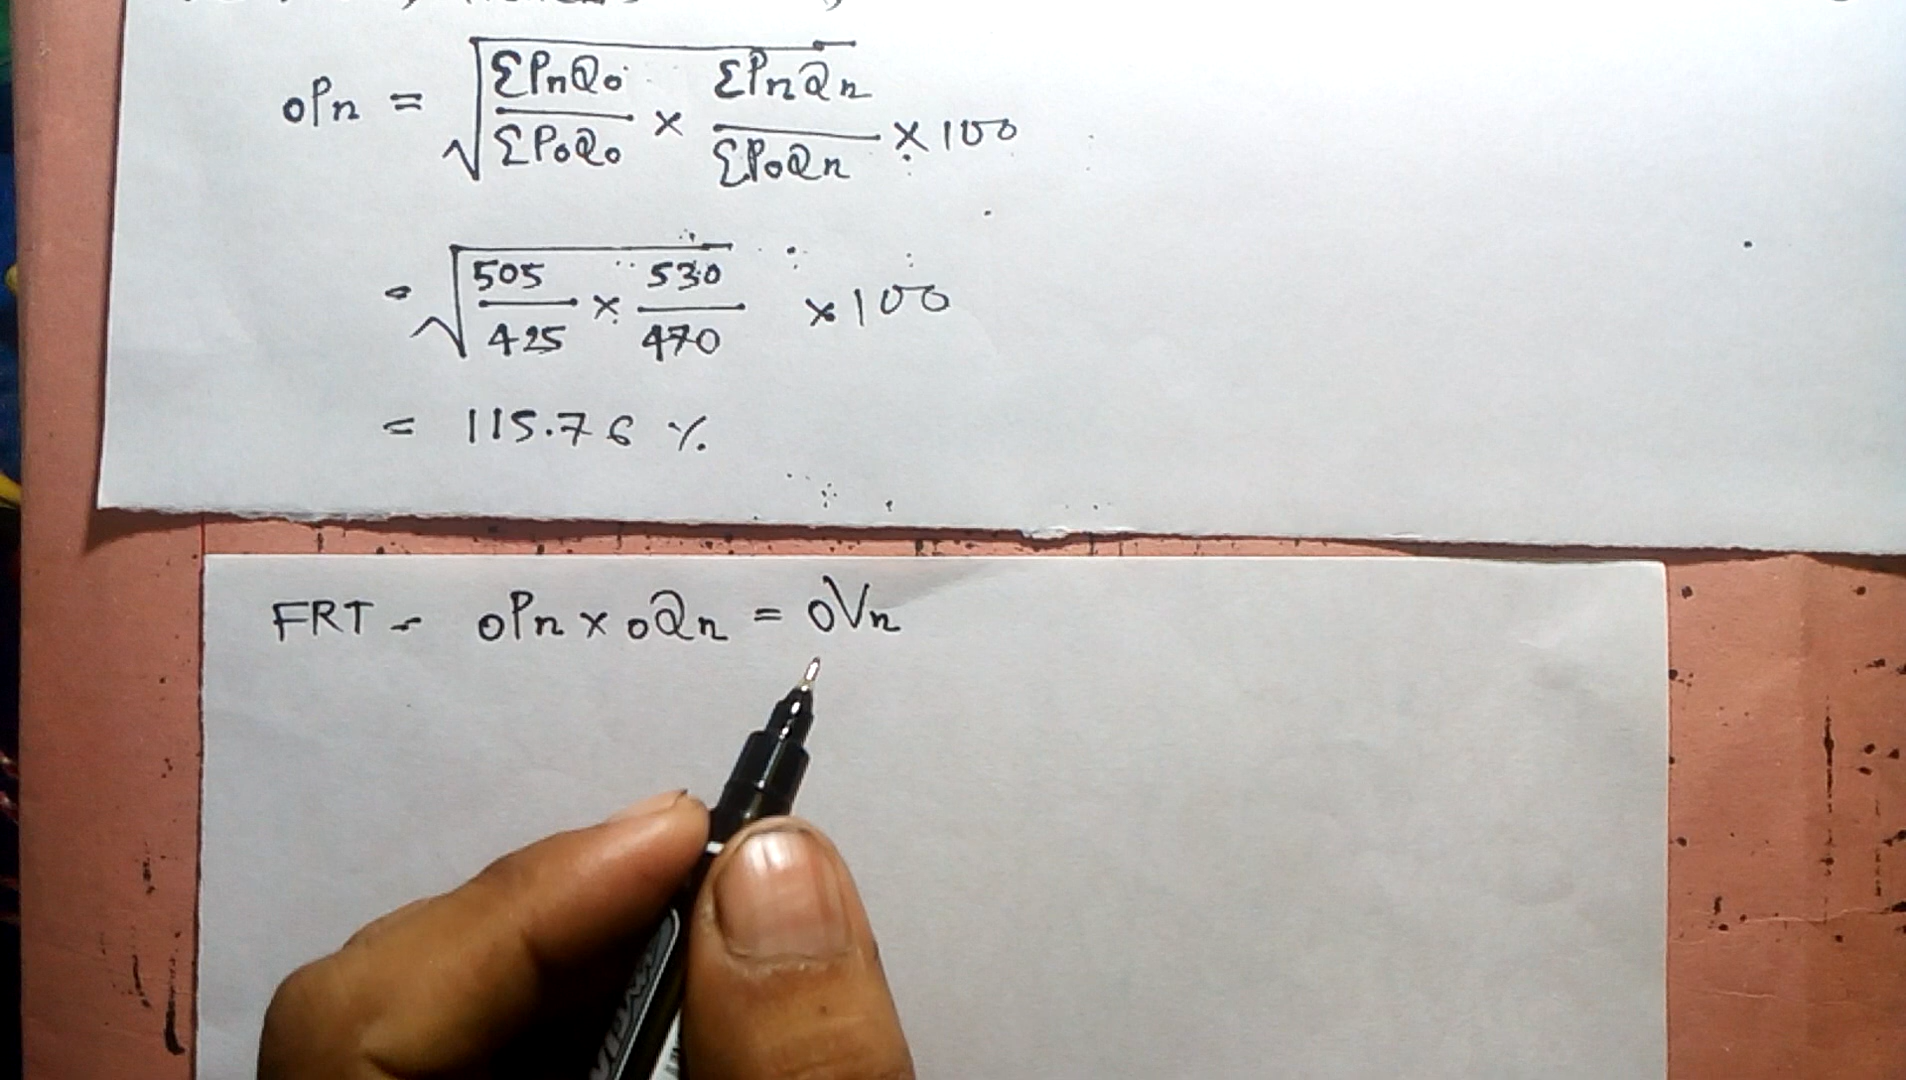 oPn = √ ΣPnQo / ΣPoQo × ΣPnQn / ΣPoQn × 100
= √ 505 / 425 × 530 / 470 × 100
= 115.76 %
FRT - oPn × oQn = oVn